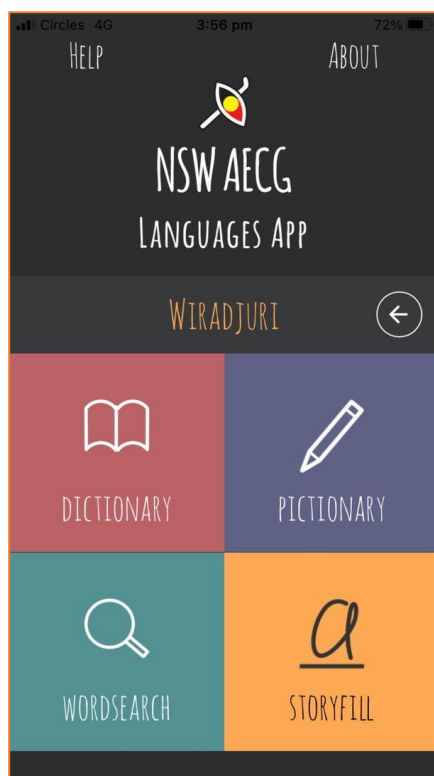 Circles 4G 3:56 pm 72%
HELP ABOUT
NSW AECG
LANGUAGES APP
WIRADJURI
DICTIONARY PICTIONARY
a
WORDSEARCH STORYFILL